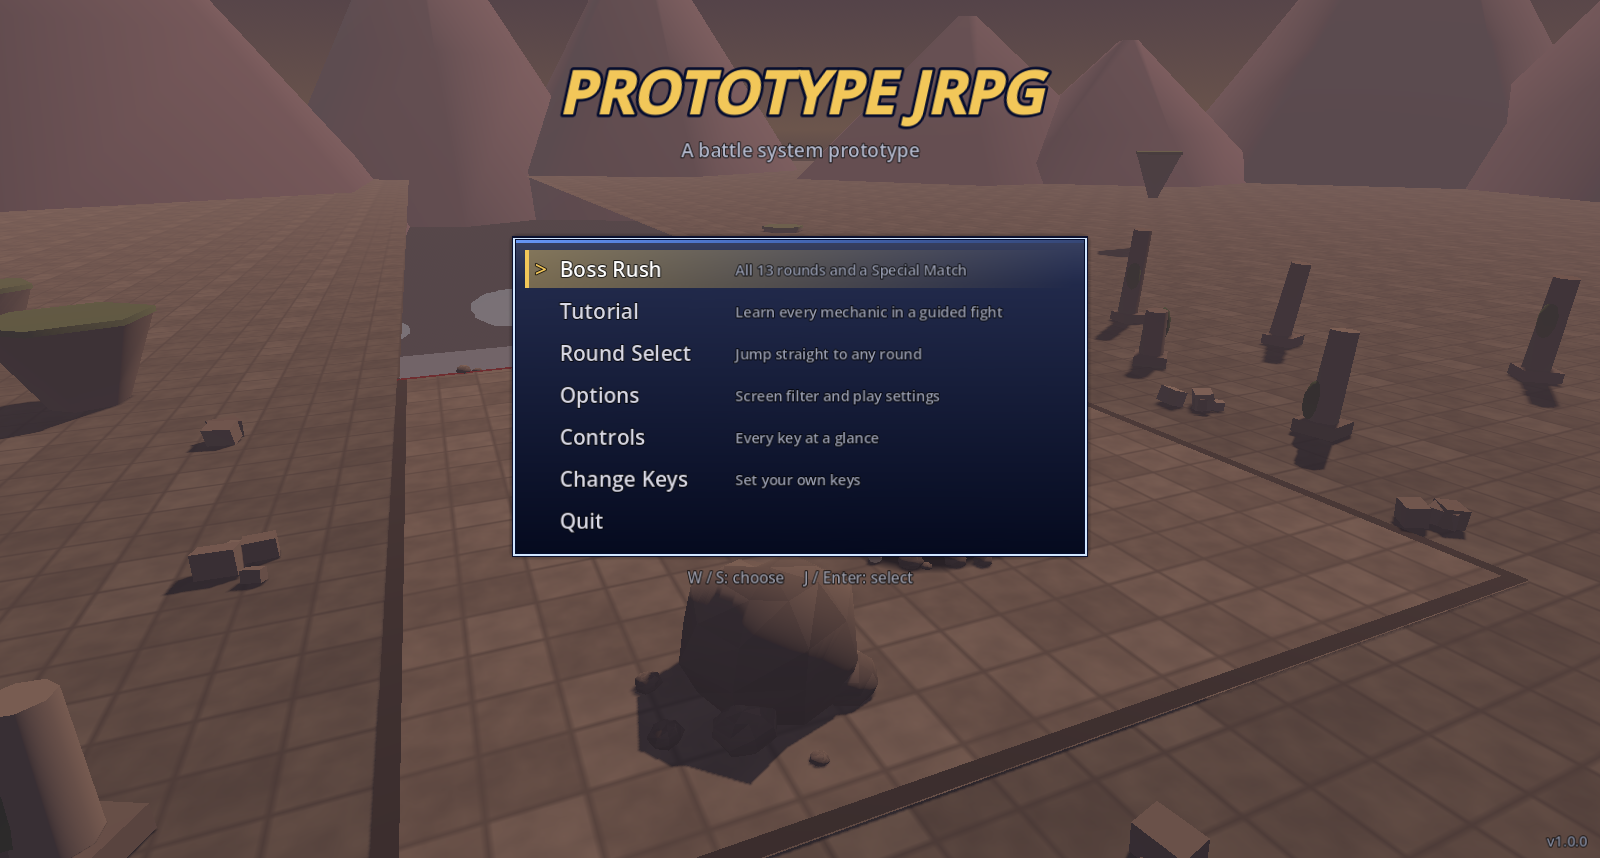 PROTOTYPE JRPG
A battle system prototype
> Boss Rush All 13 rounds and a Special Match
Tutorial Learn every mechanic in a guided fight
Round Select Jump straight to any round
Options Screen filter and play settings
Controls Every key at a glance
Change Keys Set your own keys
Quit
W / S: choose J / Enter: select
v1.0.0